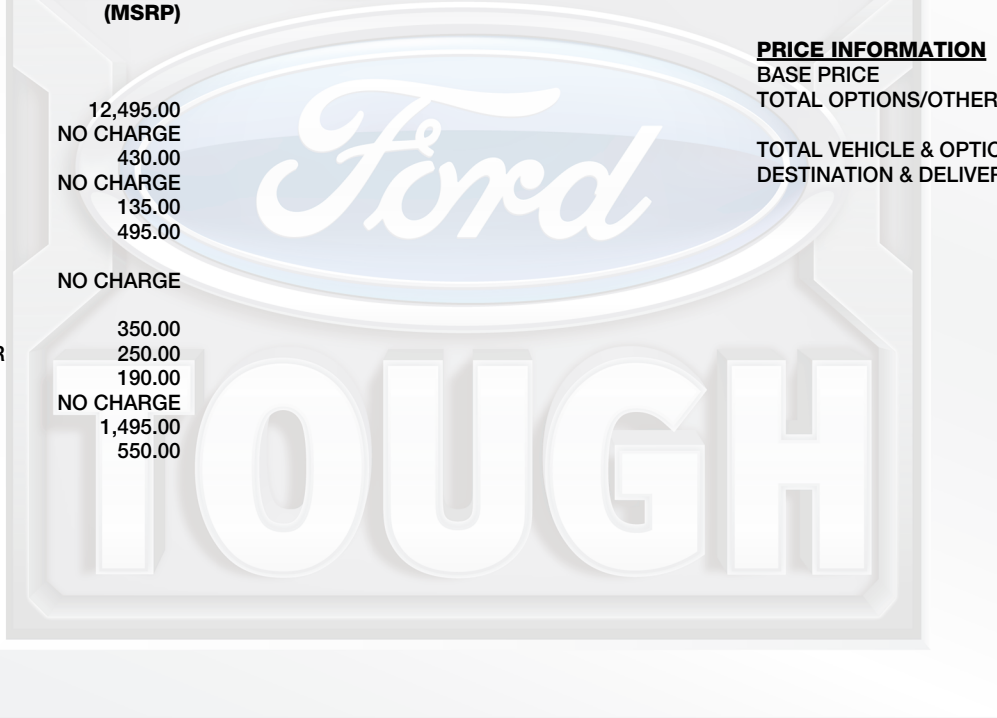 (MSRP)
12,495.00
NO CHARGE
430.00
NO CHARGE
135.00
495.00
NO CHARGE
350.00
R 250.00
190.00
NO CHARGE
1,495.00
550.00
PRICE INFORMATION
BASE PRICE
TOTAL OPTIONS/OTHER
TOTAL VEHICLE & OPTIO
DESTINATION & DELIVER
Ford
TOUGH